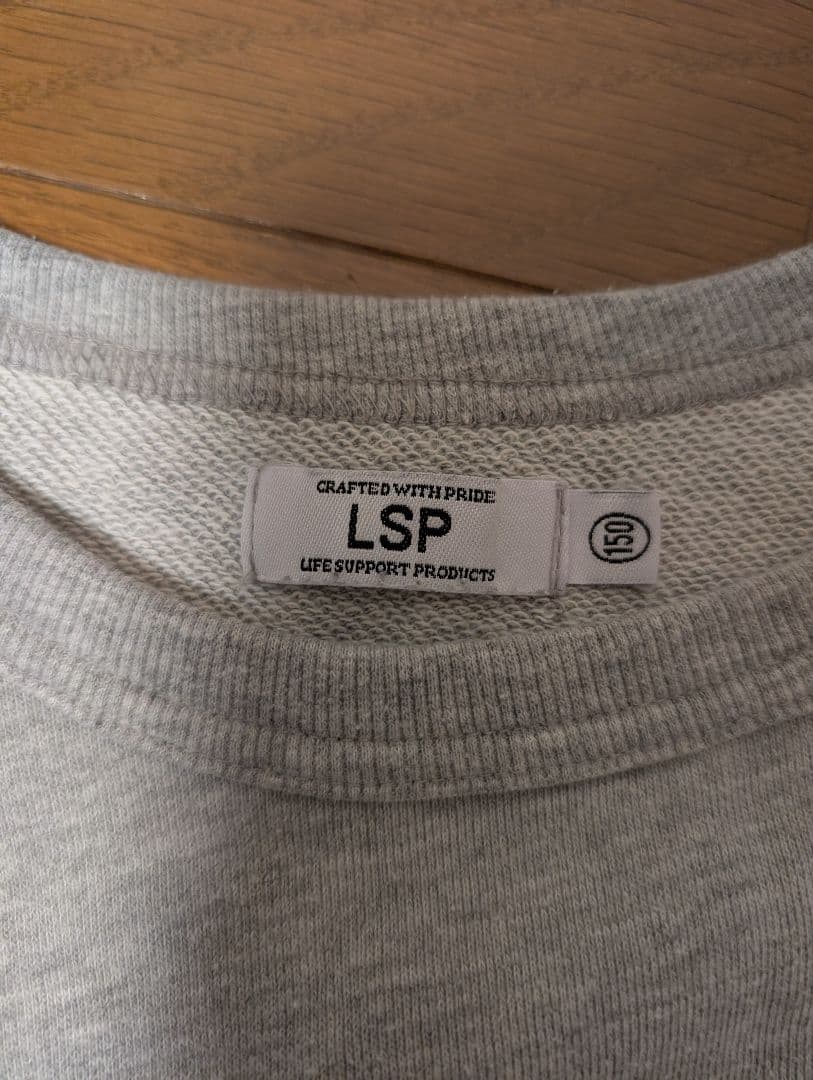 CRAFTED WITH PRIDE
LSP
LIFE SUPPORT PRODUCTS
150